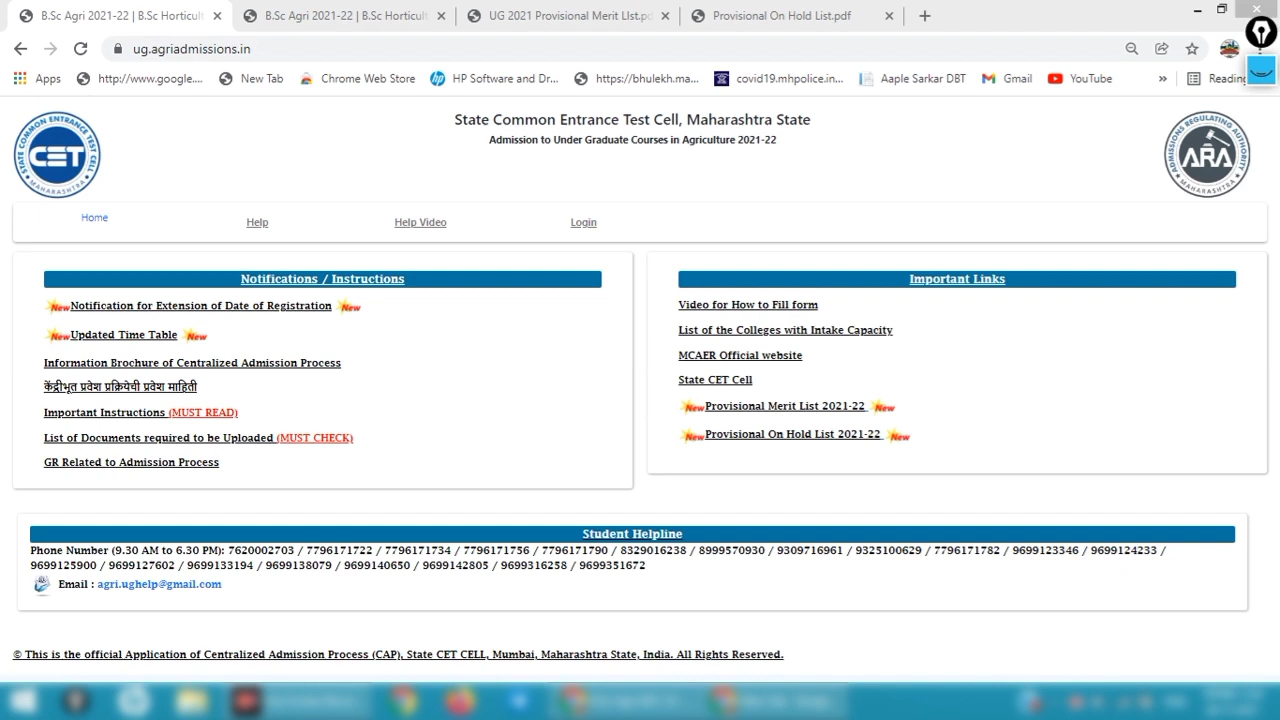 B.Sc Agri 2021-22 | B.Sc Horticult
B.Sc Agri 2021-22 | B.Sc Horticult
UG 2021 Provisional Merit LIst.pd
Provisional On Hold List.pdf
ug.agriadmissions.in
Apps
http://www.google....
New Tab
Chrome Web Store
HP Software and Dr...
https://bhulekh.ma...
covid19.mhpolice.in...
Aaple Sarkar DBT
Gmail
YouTube
»
Reading
State Common Entrance Test Cell, Maharashtra State
Admission to Under Graduate Courses in Agriculture 2021-22
STATE COMMON ENTRANCE TEST CELL
CET
MAHARASHTRA
ADMISSIONS REGULATING AUTHORITY
ARA
MAHARASHTRA
Home
Help
Help Video
Login
Notifications / Instructions
New Notification for Extension of Date of Registration New
New Updated Time Table New
Information Brochure of Centralized Admission Process
केंद्रीभूत प्रवेश प्रक्रियेची प्रवेश माहिती
Important Instructions (MUST READ)
List of Documents required to be Uploaded (MUST CHECK)
GR Related to Admission Process
Important Links
Video for How to Fill form
List of the Colleges with Intake Capacity
MCAER Official website
State CET Cell
New Provisional Merit List 2021-22 New
New Provisional On Hold List 2021-22 New
Student Helpline
Phone Number (9.30 AM to 6.30 PM): 7620002703 / 7796171722 / 7796171734 / 7796171756 / 7796171790 / 8329016238 / 8999570930 / 9309716961 / 9325100629 / 7796171782 / 9699123346 / 9699124233 /
9699125900 / 9699127602 / 9699133194 / 9699138079 / 9699140650 / 9699142805 / 9699316258 / 9699351672
Email : agri.ughelp@gmail.com
© This is the official Application of Centralized Admission Process (CAP), State CET CELL, Mumbai, Maharashtra State, India. All Rights Reserved.